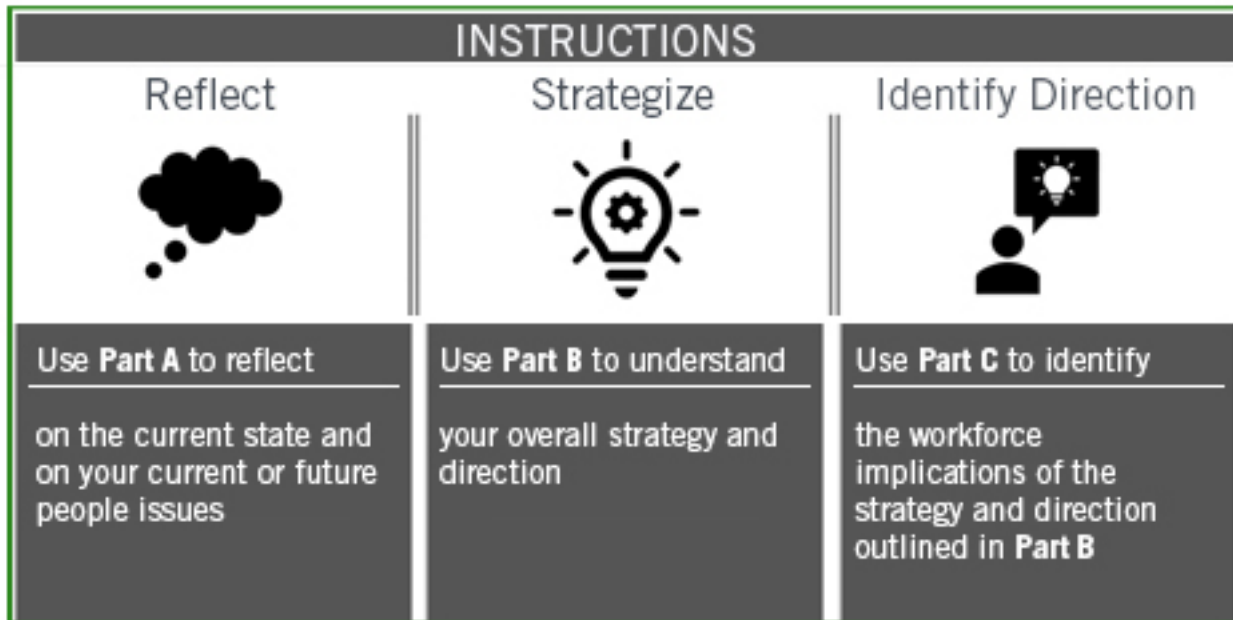 INSTRUCTIONS
Reflect
Strategize
Identify Direction
Use Part A to reflect
on the current state and
on your current or future
people issues
Use Part B to understand
your overall strategy and
direction
Use Part C to identify
the workforce
implications of the
strategy and direction
outlined in Part B